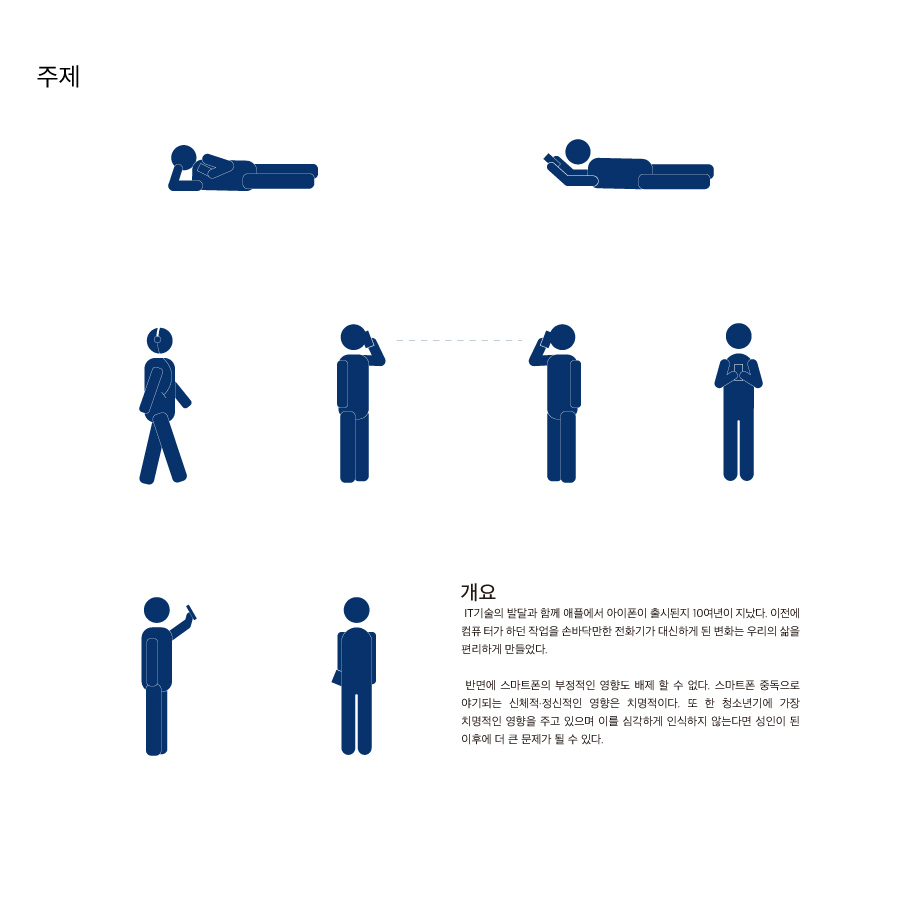 주제
개요
IT기술의 발달과 함께 애플에서 아이폰이 출시된지 10여년이 지났다. 이전에
컴퓨 터가 하던 작업을 손바닥만한 전화기가 대신하게 된 변화는 우리의 삶을
편리하게 만들었다.
반면에 스마트폰의 부정적인 영향도 배제 할 수 없다. 스마트폰 중독으로
야기되는 신체적·정신적인 영향은 치명적이다. 또 한 청소년기에 가장
치명적인 영향을 주고 있으며 이를 심각하게 인식하지 않는다면 성인이 된
이후에 더 큰 문제가 될 수 있다.